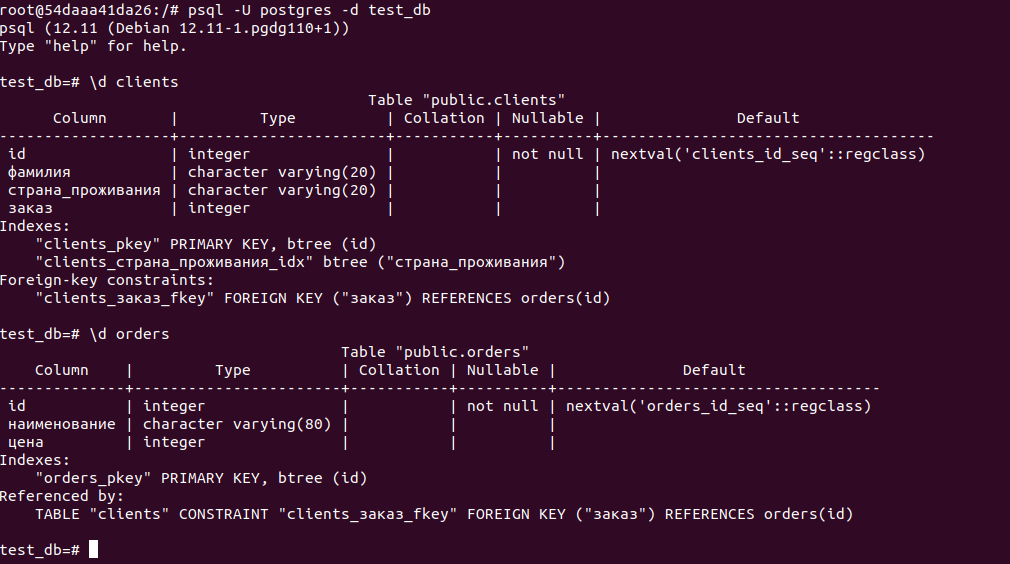 root@54daaa41da26:/# psql -U postgres -d test_db
psql (12.11 (Debian 12.11-1.pgdg110+1))
Type "help" for help.

test_db=# \d clients
                                         Table "public.clients"
      Column       |         Type          | Collation | Nullable |               Default
-------------------+-----------------------+-----------+----------+-------------------------------------
 id                | integer               |           | not null | nextval('clients_id_seq'::regclass)
 фамилия           | character varying(20) |           |          |
 страна_проживания | character varying(20) |           |          |
 заказ             | integer               |           |          |
Indexes:
    "clients_pkey" PRIMARY KEY, btree (id)
    "clients_страна_проживания_idx" btree ("страна_проживания")
Foreign-key constraints:
    "clients_заказ_fkey" FOREIGN KEY ("заказ") REFERENCES orders(id)

test_db=# \d orders
                                      Table "public.orders"
    Column    |         Type          | Collation | Nullable |              Default
--------------+-----------------------+-----------+----------+------------------------------------
 id           | integer               |           | not null | nextval('orders_id_seq'::regclass)
 наименование | character varying(80) |           |          |
 цена         | integer               |           |          |
Indexes:
    "orders_pkey" PRIMARY KEY, btree (id)
Referenced by:
    TABLE "clients" CONSTRAINT "clients_заказ_fkey" FOREIGN KEY ("заказ") REFERENCES orders(id)

test_db=#